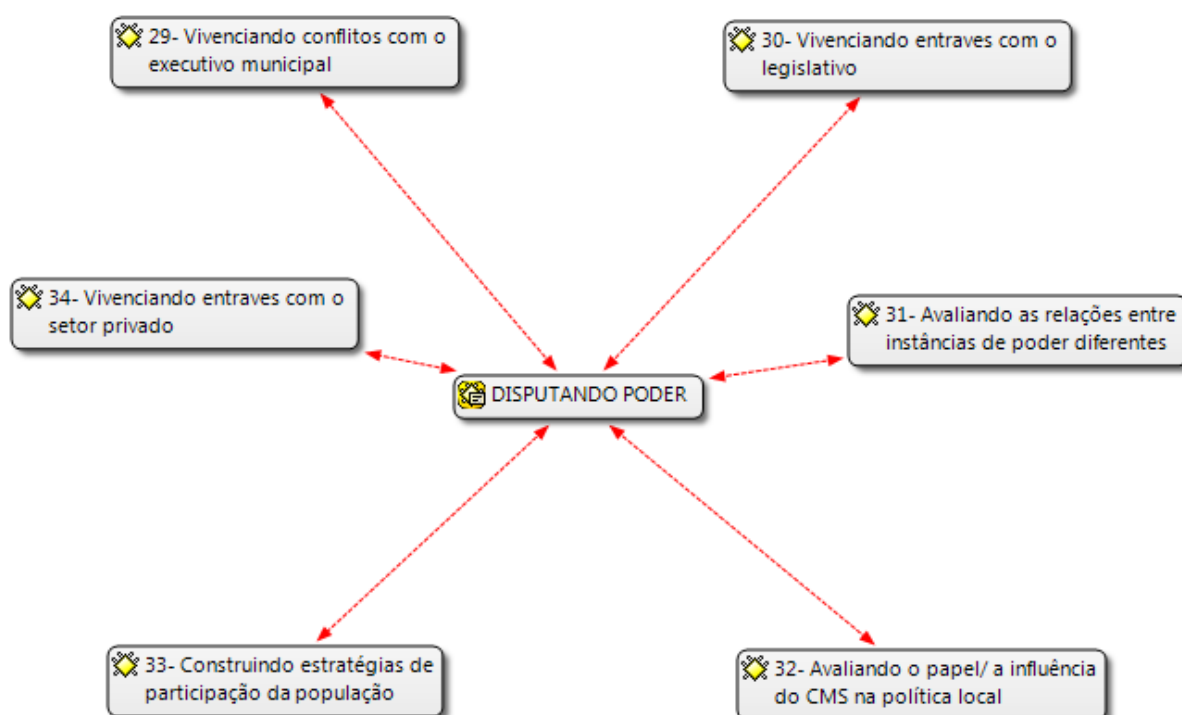 29- Vivenciando conflitos com o
executivo municipal
30- Vivenciando entraves com o
legislativo
34- Vivenciando entraves com o
setor privado
31- Avaliando as relações entre
instâncias de poder diferentes
DISPUTANDO PODER
33- Construindo estratégias de
participação da população
32- Avaliando o papel/ a influência
do CMS na política local